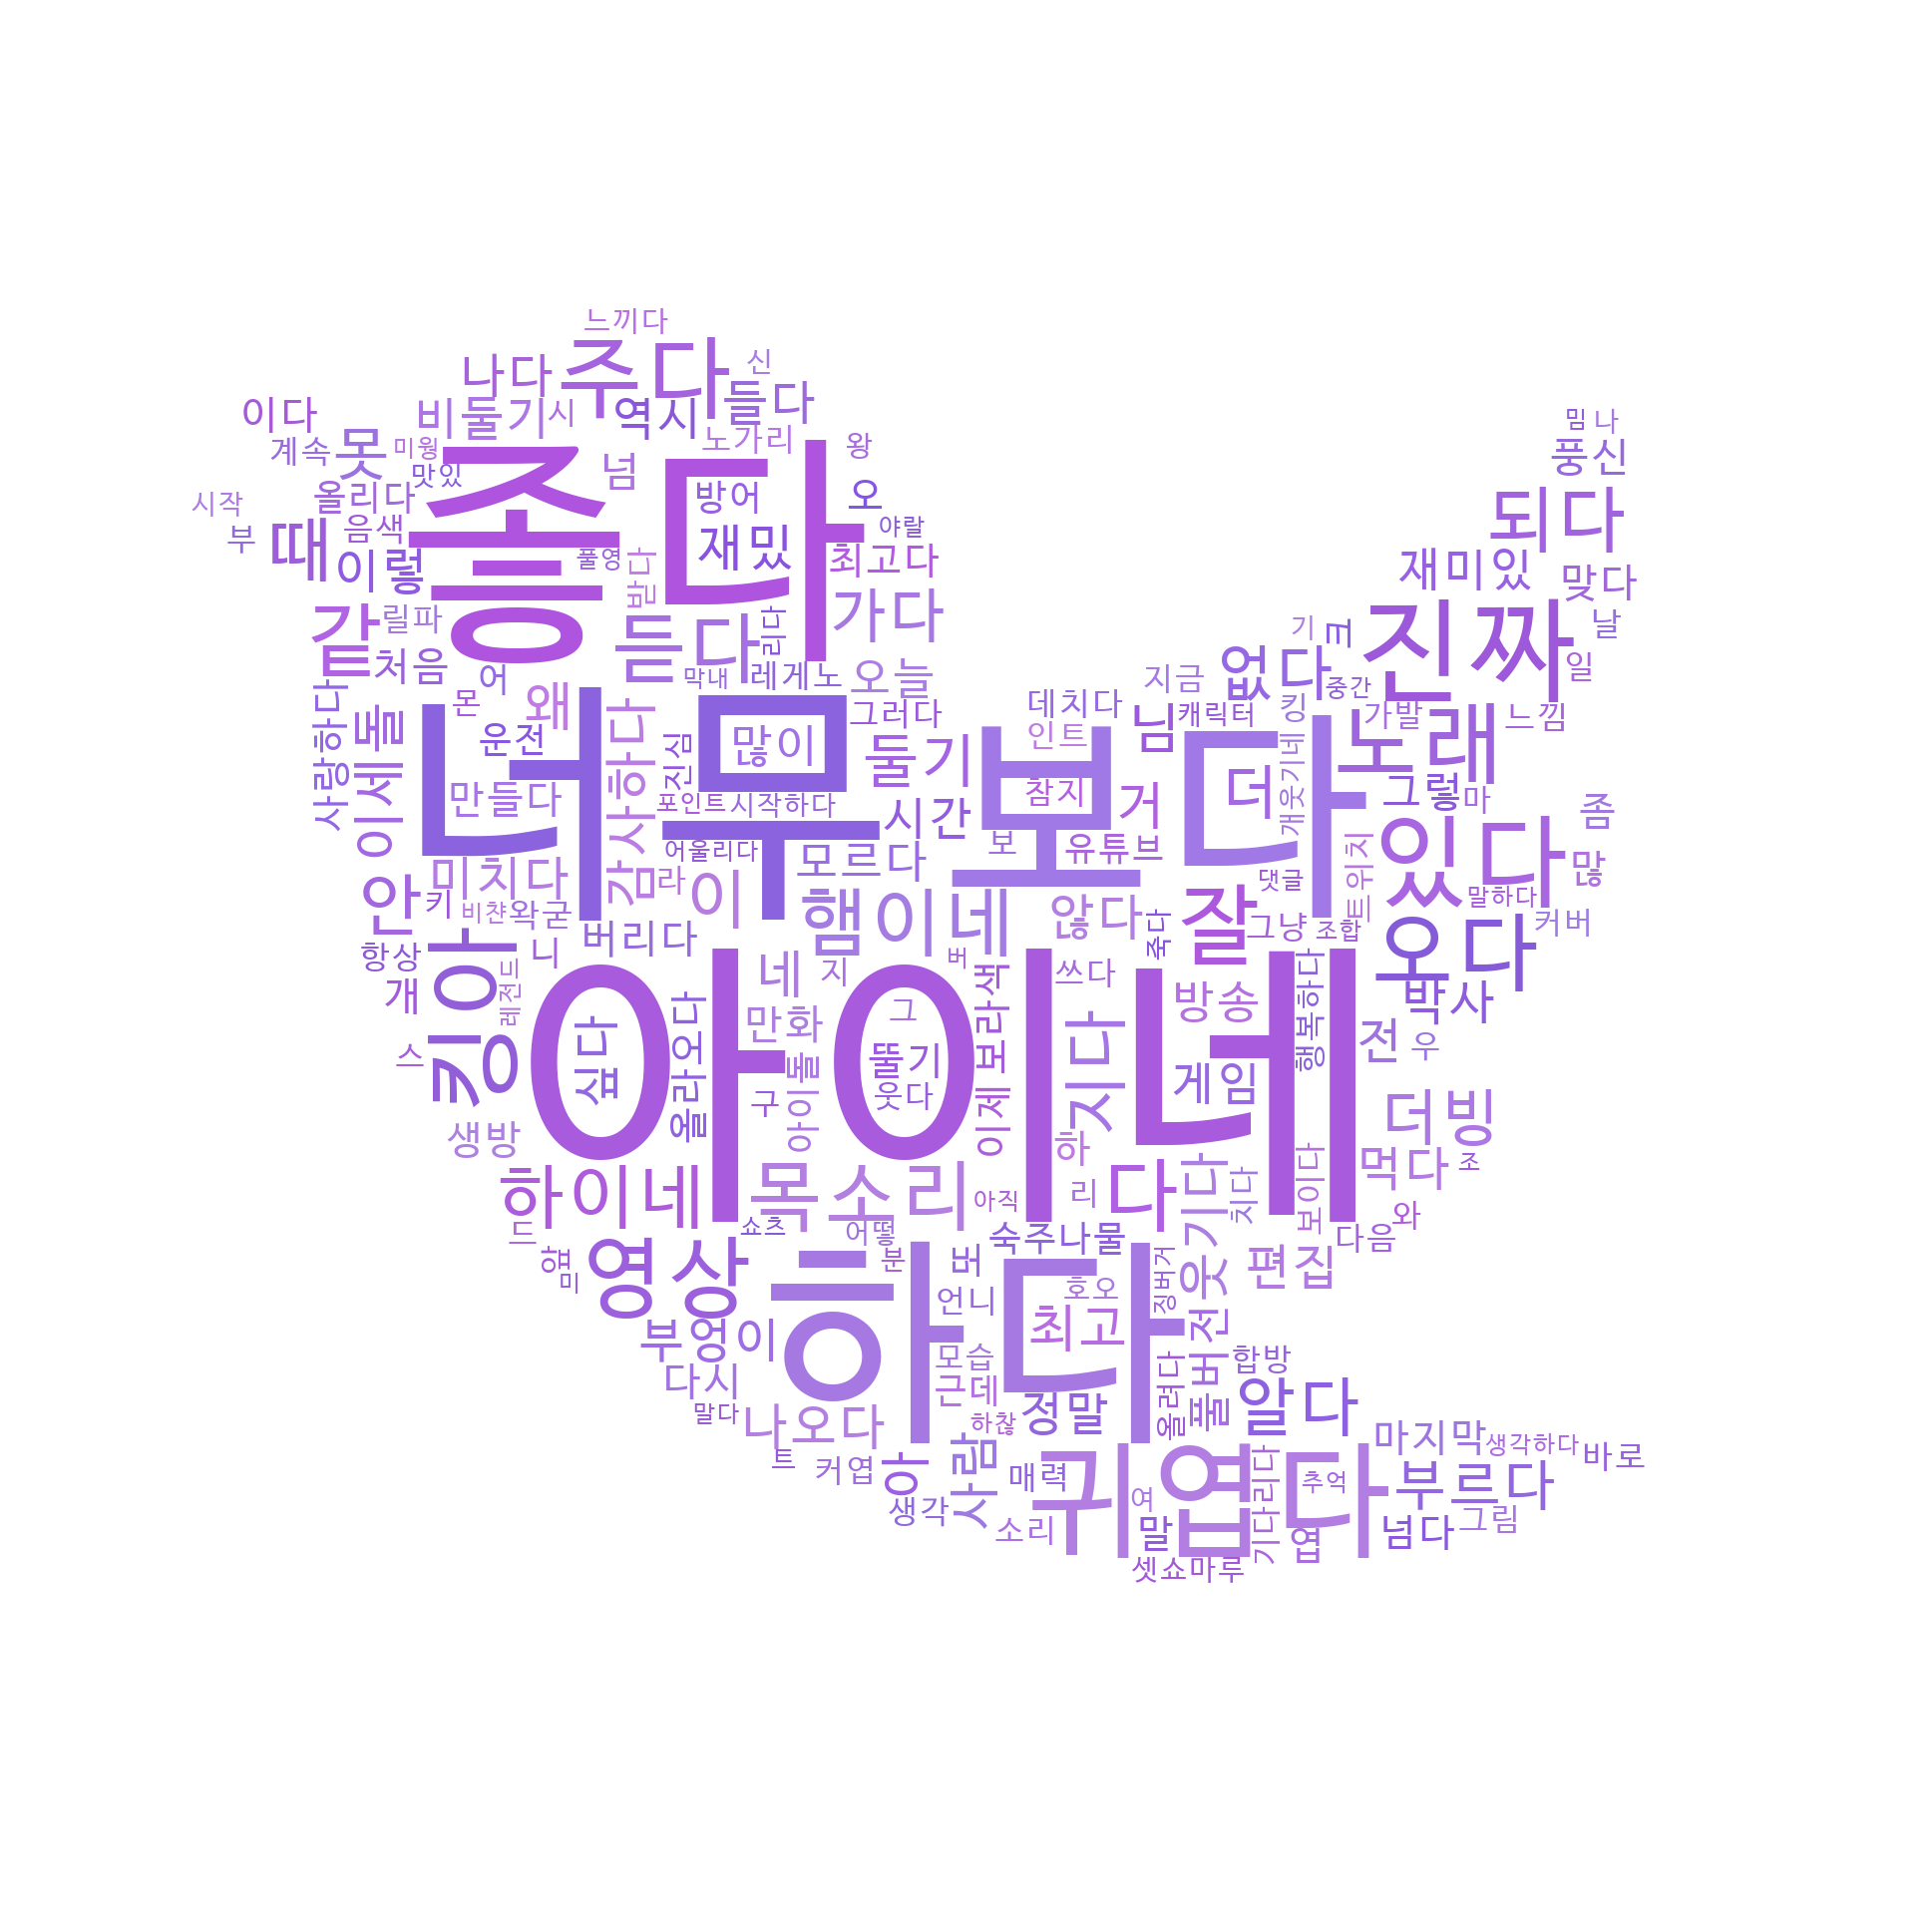 느끼다
나다
주다
신
이다
비둘기
시
역시
들다
밈
나
계속
못
미웡
노가리
왕
풍신
좋다
넘
맛있
시작
올리다
방어
오
되다
부
때
음색
이렇
풀영
재밌
야랄
최고다
재미있
맞다
받다
같
릴파
듣다
리다
가다
기
크
진짜
날
처음
어
막내
레게노
오늘
지금
없다
중간
일
사랑하다
이세돌
몬
왜
감사하다
너무
그러다
데치다
님
캐릭터
킹
가발
느낌
운전
진심
많이
둘기
인트
보다
노래
만들다
포인트
시작하다
시간
참지
거
더
개웃기네
그렇
마
좀
미치다
어울리다
모르다
보
유튜브
트위치
있다
많
안
키
비챤
왁굳
라
이
햄이네
않다
죽다
잘
댓글
그냥
조합
말하다
커버
항상
킹아
니
버리다
네
지
버
쓰다
오다
개
레전비
아이네
싶다
올라오다
만화
그
보라색
방송
행복하다
박사
스
뚫기
지다
전
우
구
아이돌
웃다
이제
게임
생방
하
더빙
하이네
목소리
아직
리
다
기다
치다
보이다
먹다
조
드
쇼츠
어떻
숙주나물
다음
와
얍
미
영상
하다
분
버
징버거
웃
편집
부엉이
언니
호오
최고
풀버전
다시
모습
올려다
합방
말다
나오다
근데
하찮
정말
알다
트
커엽
아
사람
매력
귀엽다
기다리다
추억
마지막
생각하다
바로
생각
소리
여
말
엽
부르다
넘다
그림
셋쇼마루